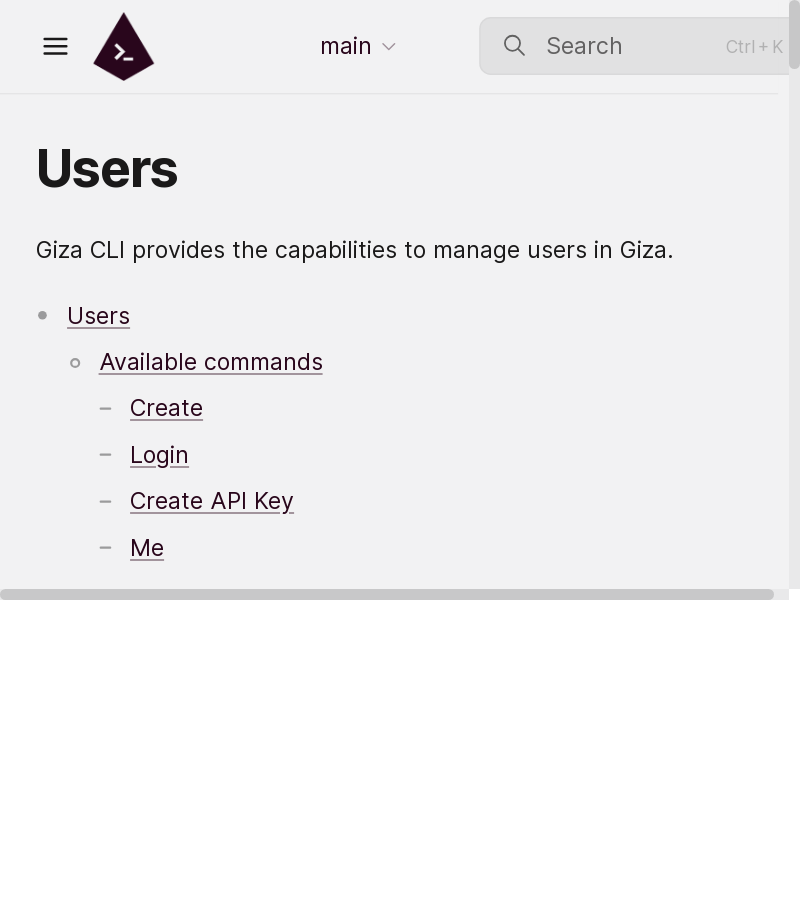 main
Search
Ctrl + K
Users
Giza CLI provides the capabilities to manage users in Giza.
Users
Available commands
Create
Login
Create API Key
Me